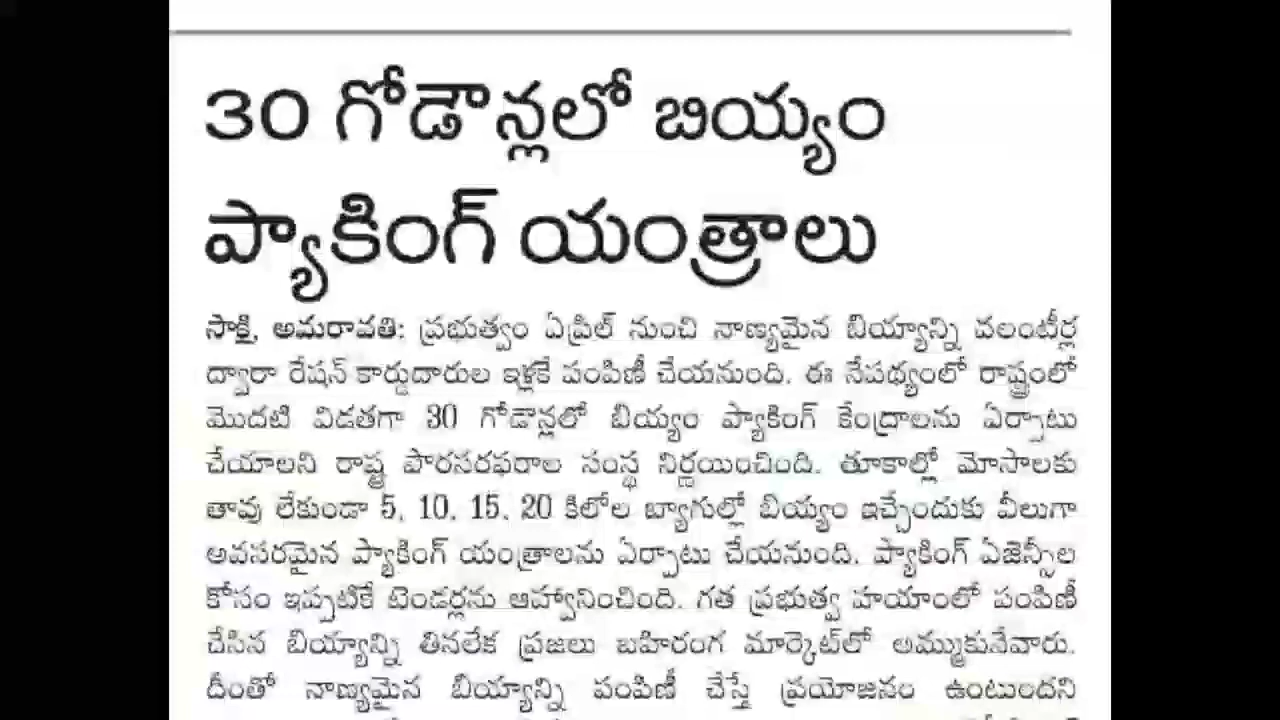 30 గోడౌన్లలో బియ్యం
ప్యాకింగ్ యంత్రాలు
సాక్షి, అమరావతి: ప్రభుత్వం ఏప్రిల్ నుంచి నాణ్యమైన బియ్యాన్ని వలంటీర్ల
ద్వారా రేషన్ కార్డుదారుల ఇళ్లకే పంపిణీ చేయనుంది. ఈ నేపథ్యంలో రాష్ట్రంలో
మొదటి విడతగా 30 గోడౌన్లలో బియ్యం ప్యాకింగ్ కేంద్రాలను ఏర్పాటు
చేయాలని రాష్ట్ర పౌరసరఫరాల సంస్థ నిర్ణయించింది. తూకాల్లో మోసాలకు
తావు లేకుండా 5, 10, 15, 20 కిలోల బ్యాగుల్లో బియ్యం ఇచ్చేందుకు వీలుగా
అవసరమైన ప్యాకింగ్ యంత్రాలను ఏర్పాటు చేయనుంది. ప్యాకింగ్ ఏజెన్సీల
కోసం ఇప్పటికే టెండర్లను ఆహ్వానించింది. గత ప్రభుత్వ హయాంలో పంపిణీ
చేసిన బియ్యాన్ని తినలేక ప్రజలు బహిరంగ మార్కెట్‌లో అమ్ముకునేవారు.
దీంతో నాణ్యమైన బియ్యాన్ని పంపిణీ చేస్తే ప్రయోజనం ఉంటుందని